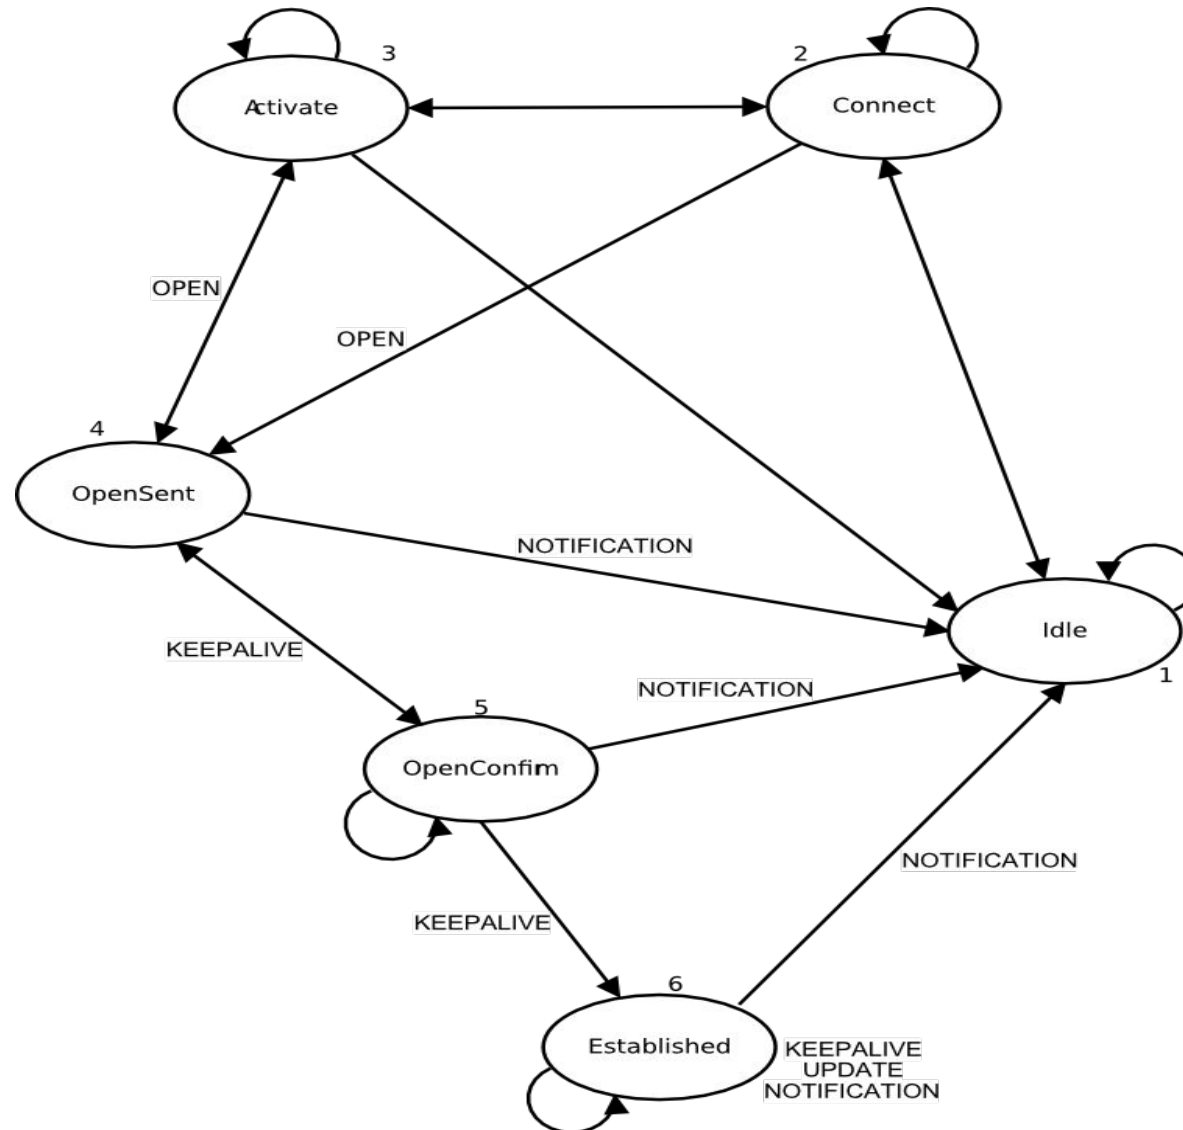 3
2
Activate
Connect
OPEN
OPEN
4
OpenSent
NOTIFICATION
Idle
KEEPALIVE
1
NOTIFICATION
5
OpenConfirm
NOTIFICATION
KEEPALIVE
6
Established
KEEPALIVE
UPDATE
NOTIFICATION